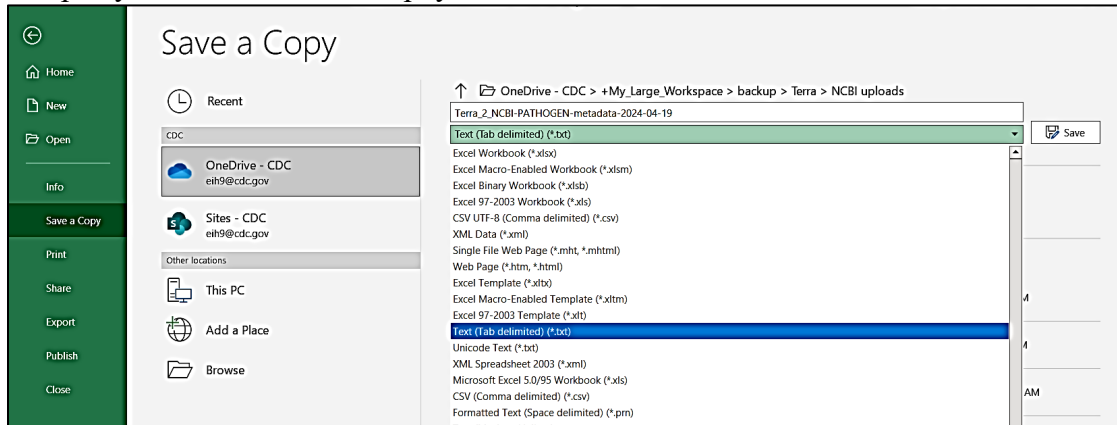 Save a Copy
Home
New
Open
Info
Save a Copy
Print
Share
Export
Publish
Close
Recent
CDC
OneDrive - CDC
eih9@cdc.gov
S
Sites - CDC
eih9@cdc.gov
Other locations
This PC
Add a Place
Browse
OneDrive - CDC > +My_Large_Workspace > backup > Terra > NCBI uploads
Terra_2_NCBI-PATHOGEN-metadata-2024-04-19
Text (Tab delimited) (*.txt)
Save
Excel Workbook (*.xlsx)
Excel Macro-Enabled Workbook (*.xlsm)
Excel Binary Workbook (*.xlsb)
Excel 97-2003 Workbook (*.xls)
CSV UTF-8 (Comma delimited) (*.csv)
XML Data (*.xml)
Single File Web Page (*.mht, *.mhtml)
Web Page (*.htm, *.html)
Excel Template (*.xltx)
Excel Macro-Enabled Template (*.xltm)
Excel 97-2003 Template (*.xlt)
Text (Tab delimited) (*.txt)
Unicode Text (*.txt)
XML Spreadsheet 2003 (*.xml)
Microsoft Excel 5.0/95 Workbook (*.xls)
CSV (Comma delimited) (*.csv)
AM
Formatted Text (Space delimited) (*.prn)